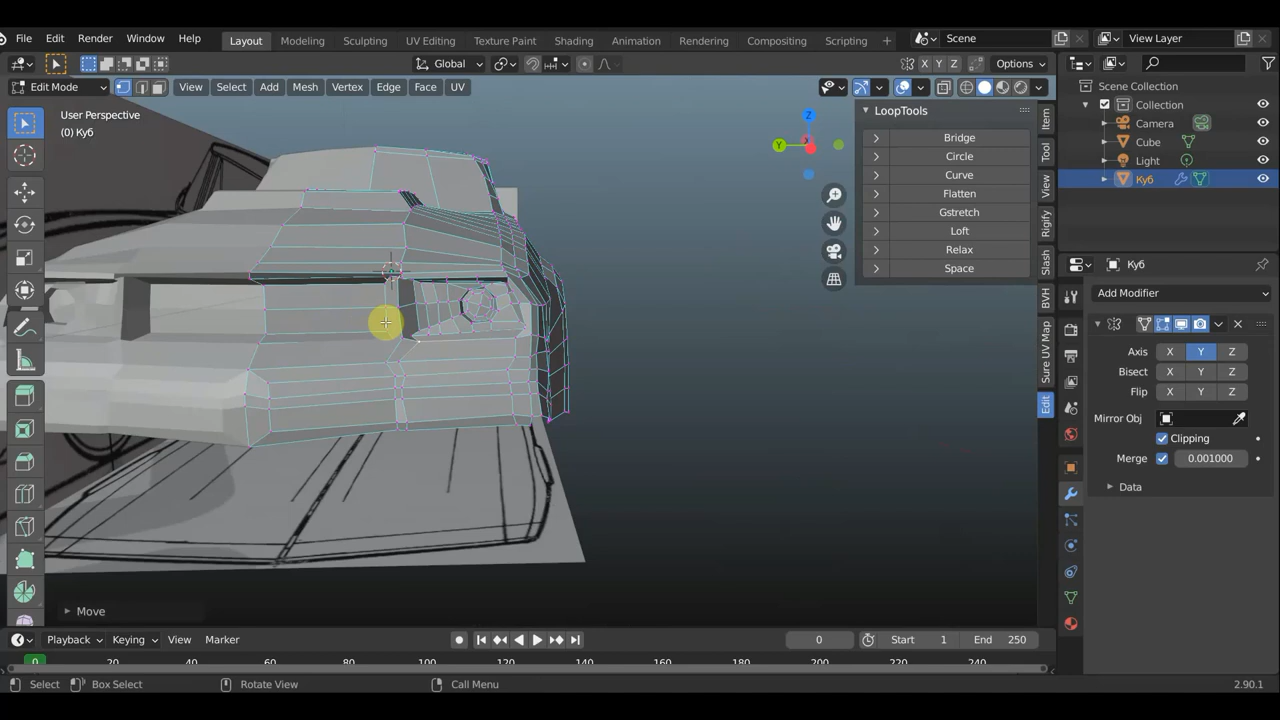 File Edit Render Window Help Layout Modeling Sculpting UV Editing Texture Paint Shading Animation Rendering Compositing Scripting + Scene View Layer
Global Options X Y Z
Edit Mode View Select Add Mesh Vertex Edge Face UV
User Perspective
(0) Куб
LoopTools
Bridge
Circle
Curve
Flatten
Gstretch
Loft
Relax
Space
Item
Tool
View
Rigify
Slash
BVH
Sure UV Map
Edit
Z
Y
X
Scene Collection
Collection
Camera
Cube
Light
Куб
Куб
Add Modifier
Axis X Y Z
Bisect X Y Z
Flip X Y Z
Mirror Obj
Clipping
Merge 0.001000
Data
Move
Playback Keying View Marker 0 Start 1 End 250
0 20 40 60 80 100 120 140 160 180 200 220 240
Select Box Select Rotate View Call Menu 2.90.1